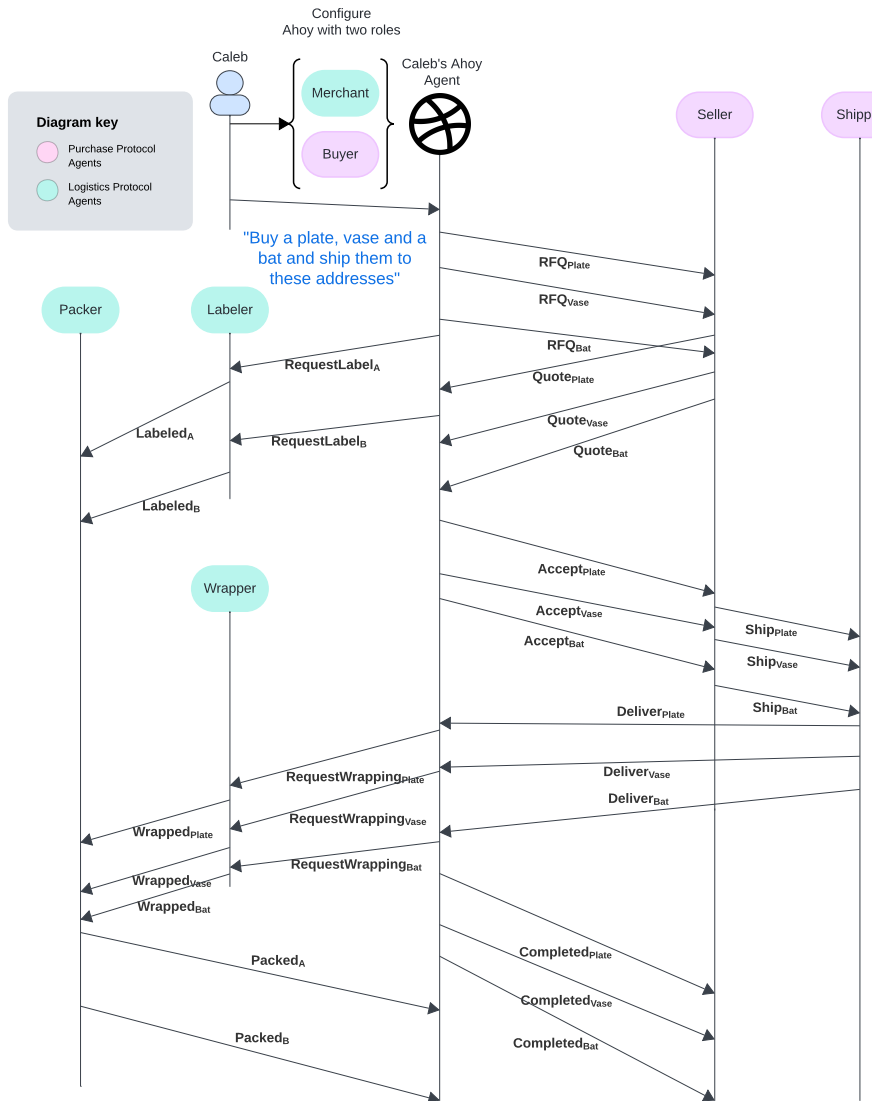 Configure
Ahoy with two roles
Caleb
Caleb's Ahoy
Agent
Merchant
Buyer
Seller
Shipp
Diagram key
Purchase Protocol
Agents
Logistics Protocol
Agents
"Buy a plate, vase and a
bat and ship them to
these addresses"
RFQPlate
RFQVase
RFQBat
Packer
Labeler
RequestLabelA
QuotePlate
LabeledA
RequestLabelB
QuoteVase
QuoteBat
LabeledB
AcceptPlate
Wrapper
AcceptVase
AcceptBat
ShipPlate
ShipVase
ShipBat
DeliverPlate
DeliverVase
DeliverBat
RequestWrappingPlate
RequestWrappingVase
RequestWrappingBat
WrappedPlate
WrappedVase
WrappedBat
PackedA
CompletedPlate
CompletedVase
CompletedBat
PackedB